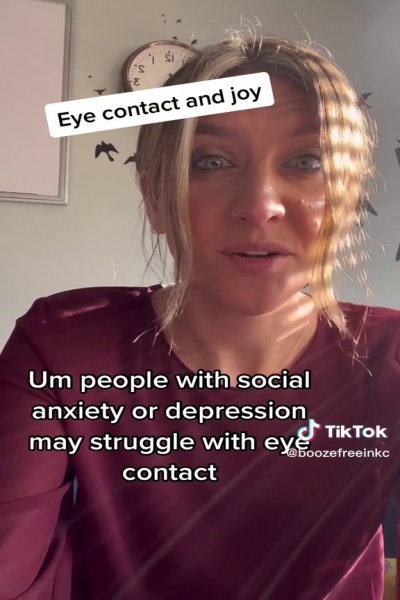 Eye contact and joy
Um people with social
anxiety or depression
may struggle with eye
contact
TikTok
@boozefreeinkc